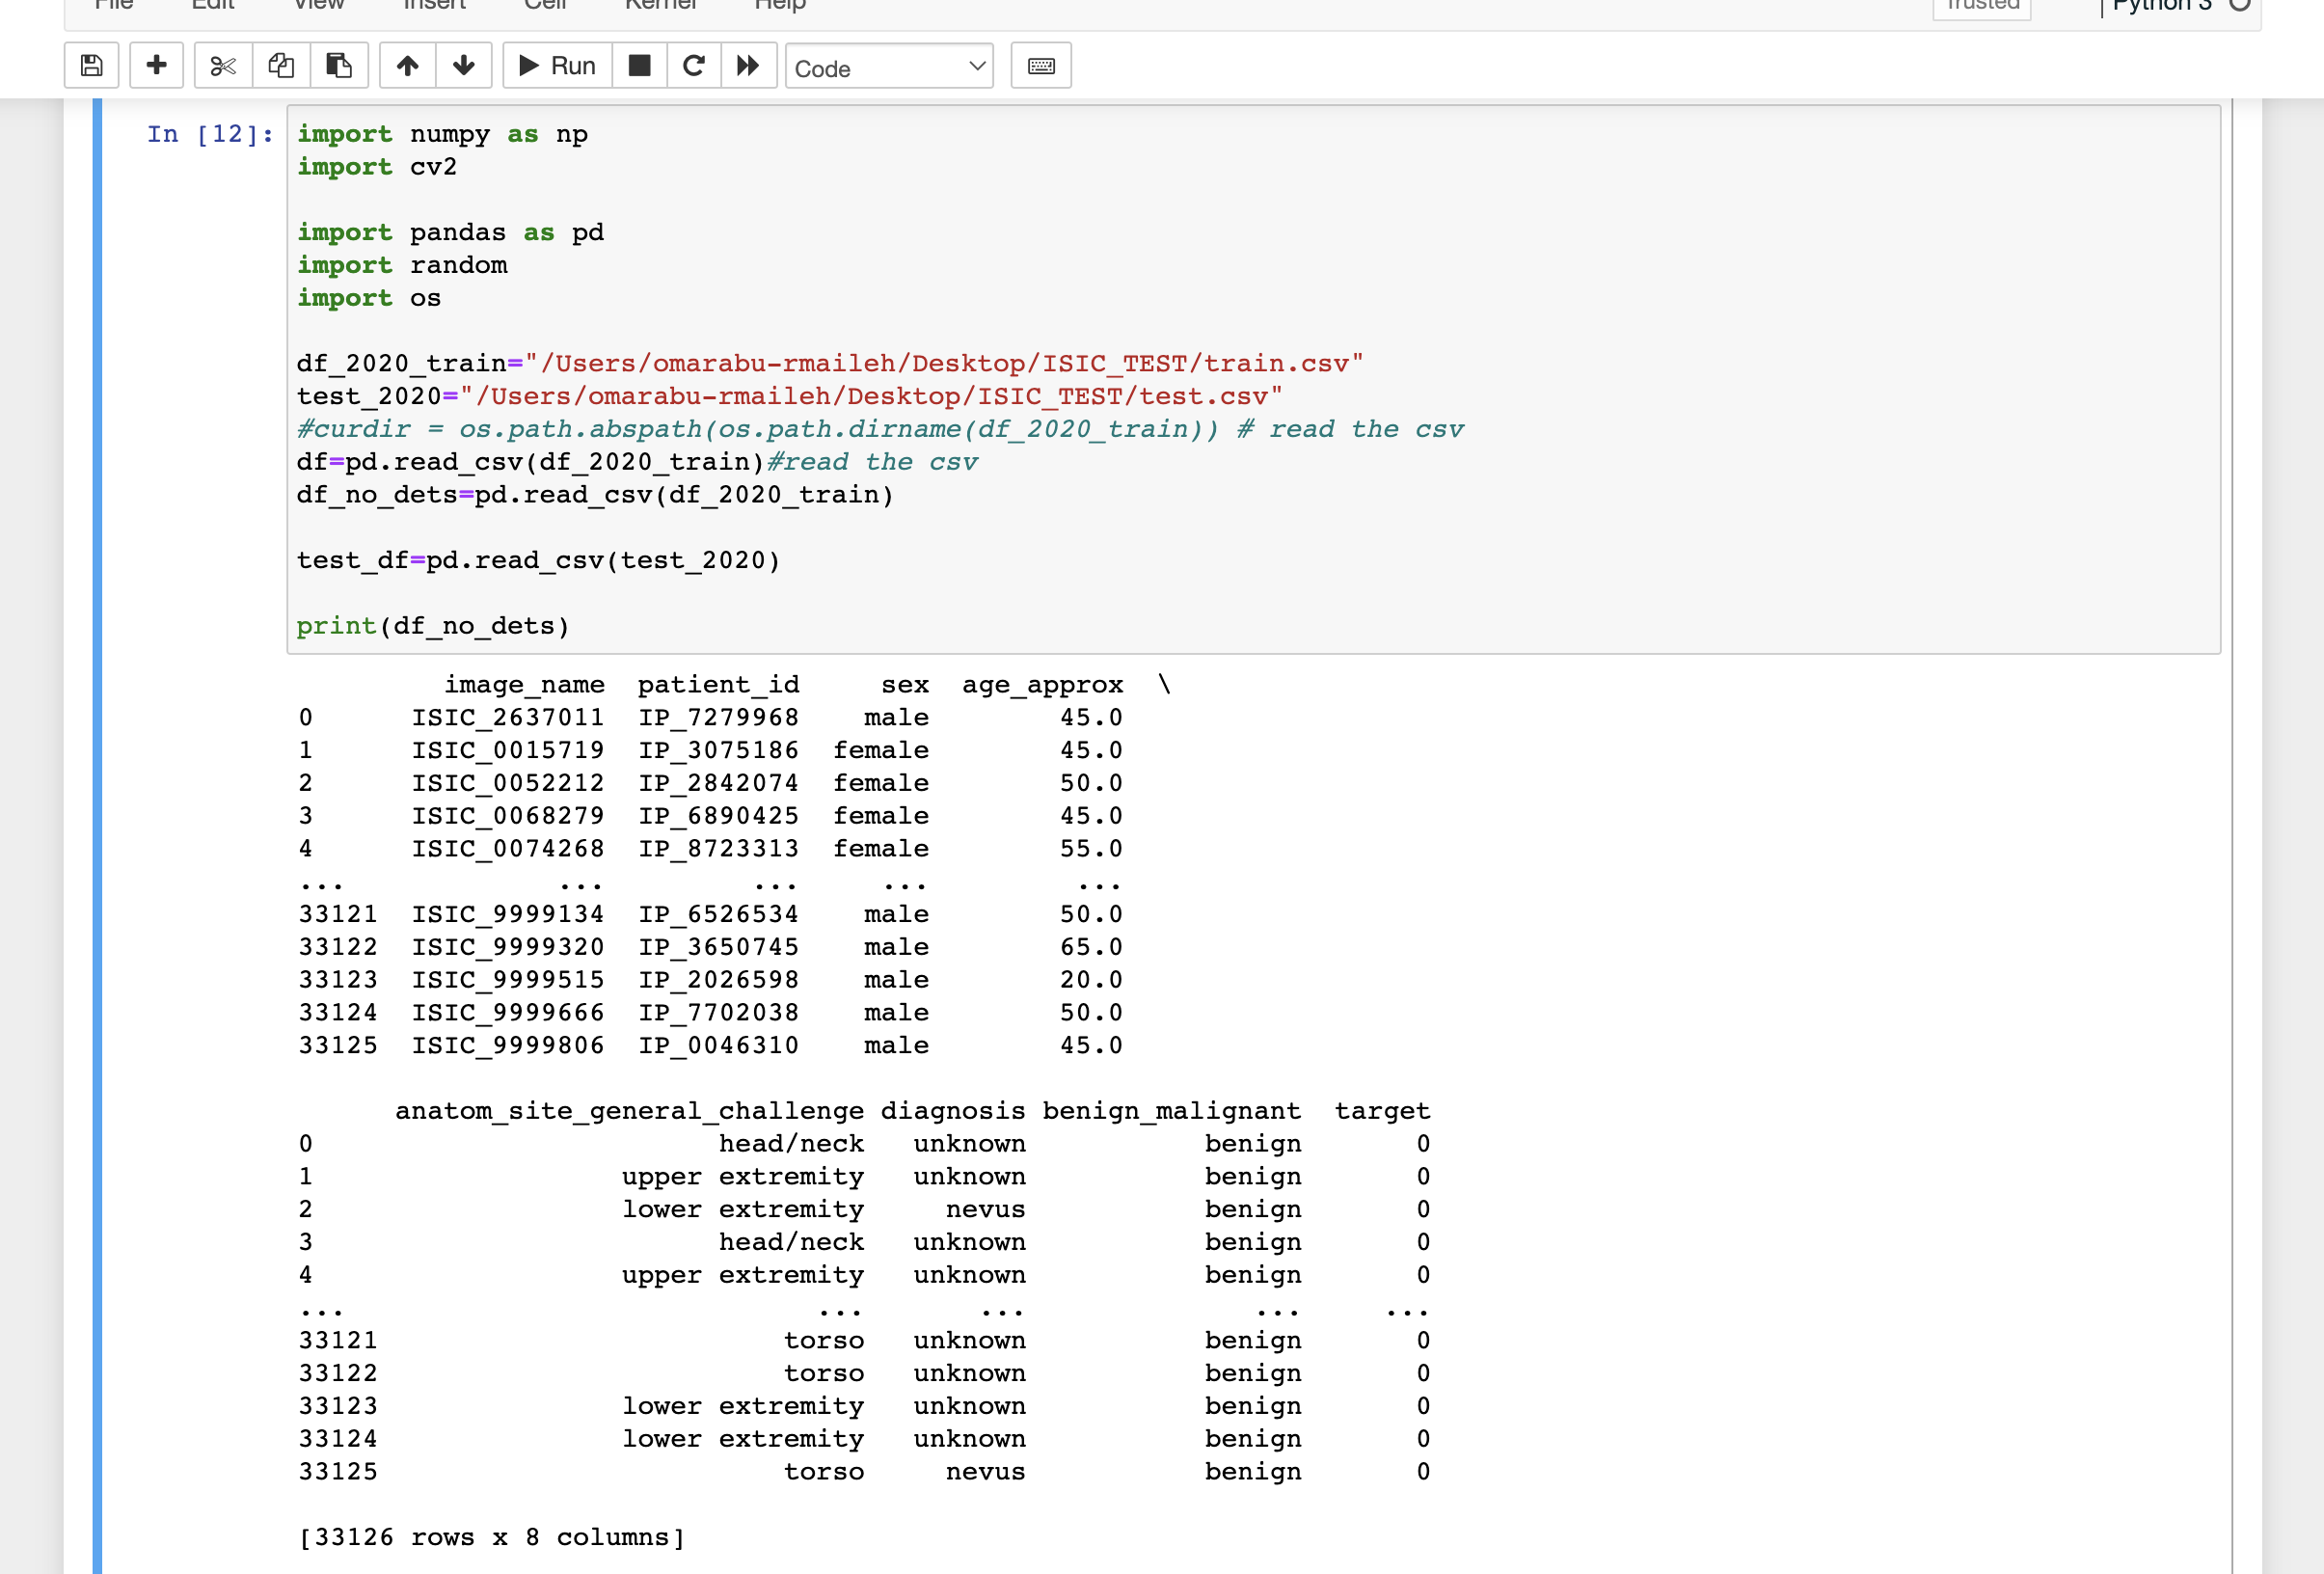 File Edit View Insert Cell Kernel Help Trusted Python 3
Run Code
In [12]: import numpy as np
import cv2
import pandas as pd
import random
import os
df_2020_train="/Users/omarabu-rmaileh/Desktop/ISIC_TEST/train.csv"
test_2020="/Users/omarabu-rmaileh/Desktop/ISIC_TEST/test.csv"
#curdir = os.path.abspath(os.path.dirname(df_2020_train)) # read the csv
df=pd.read_csv(df_2020_train)#read the csv
df_no_dets=pd.read_csv(df_2020_train)
test_df=pd.read_csv(test_2020)
print(df_no_dets)
image_name patient_id sex age_approx \
0 ISIC_2637011 IP_7279968 male 45.0
1 ISIC_0015719 IP_3075186 female 45.0
2 ISIC_0052212 IP_2842074 female 50.0
3 ISIC_0068279 IP_6890425 female 45.0
4 ISIC_0074268 IP_8723313 female 55.0
... ... ... ... ...
33121 ISIC_9999134 IP_6526534 male 50.0
33122 ISIC_9999320 IP_3650745 male 65.0
33123 ISIC_9999515 IP_2026598 male 20.0
33124 ISIC_9999666 IP_7702038 male 50.0
33125 ISIC_9999806 IP_0046310 male 45.0
anatom_site_general_challenge diagnosis benign_malignant target
0 head/neck unknown benign 0
1 upper extremity unknown benign 0
2 lower extremity nevus benign 0
3 head/neck unknown benign 0
4 upper extremity unknown benign 0
... ... ... ... ...
33121 torso unknown benign 0
33122 torso unknown benign 0
33123 lower extremity unknown benign 0
33124 lower extremity unknown benign 0
33125 torso nevus benign 0
[33126 rows x 8 columns]